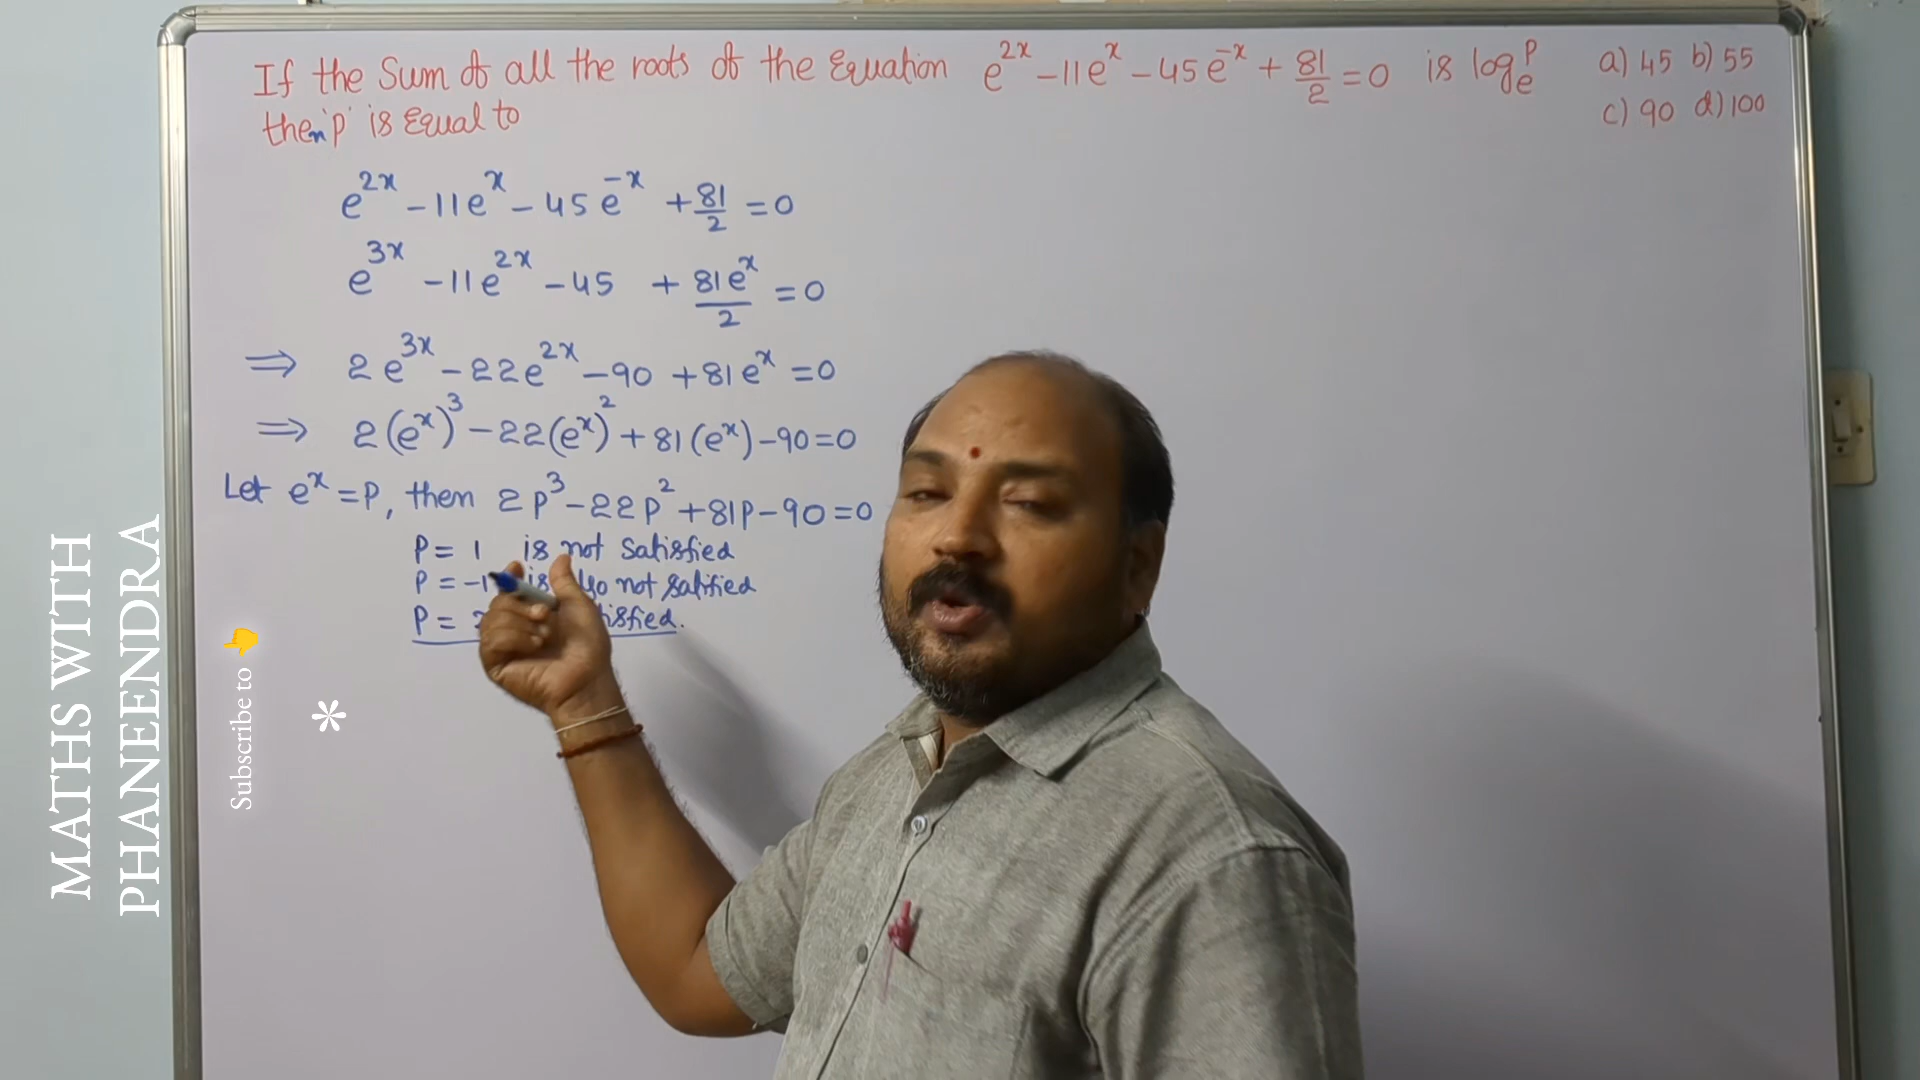 If the Sum of all the roots of the Equation e^{2x} - 11e^x - 45e^{-x} + 81/2 = 0 is log_e^P a) 45 b) 55
then 'p' is Equal to c) 90 d) 100
e^{2x} - 11e^x - 45e^{-x} + 81/2 = 0
e^{3x} - 11e^{2x} - 45 + 81e^x/2 = 0
⇒ 2e^{3x} - 22e^{2x} - 90 + 81e^x = 0
⇒ 2(e^x)^3 - 22(e^x)^2 + 81(e^x) - 90 = 0
Let e^x = P, then 2p^3 - 22p^2 + 81p - 90 = 0
P = 1 is not Satisfied
P = -1 is not satified
P =
MATHS WITH
PHANEENDRA
Subscribe to 👈
*